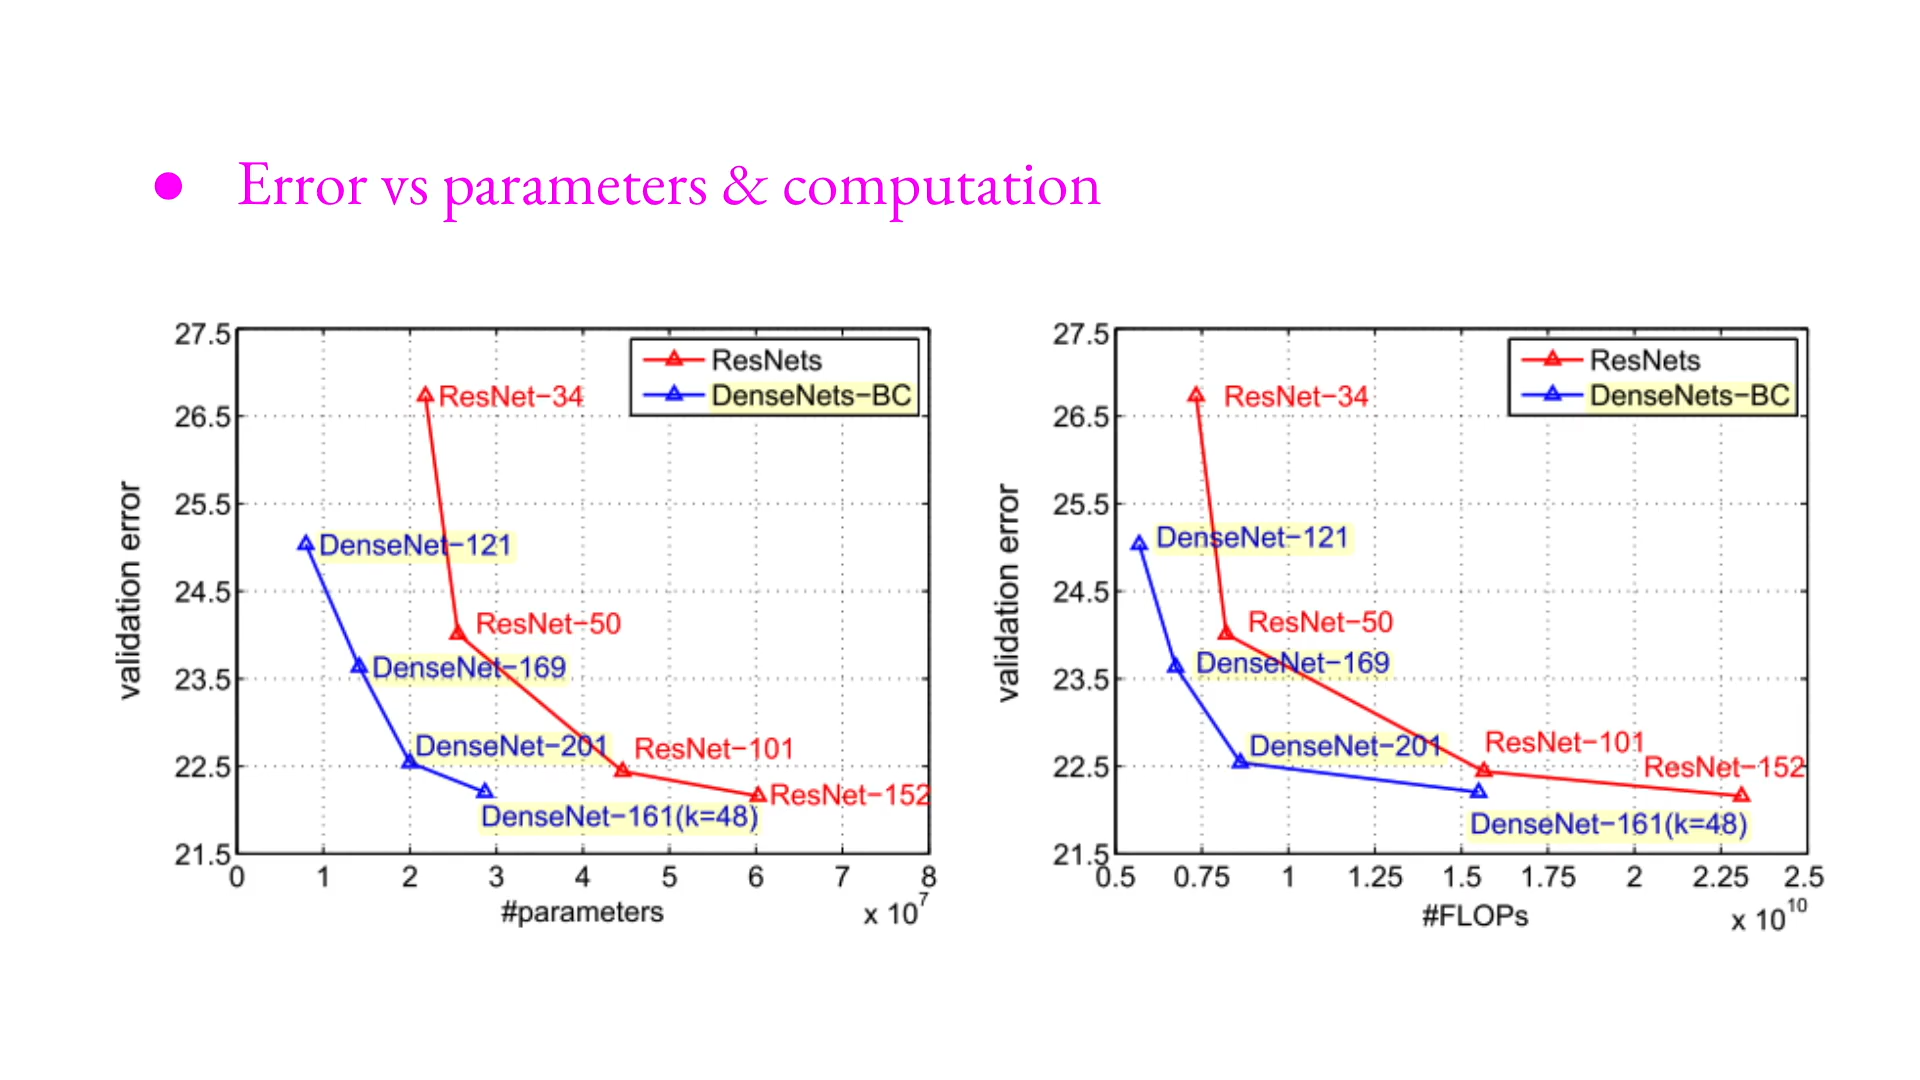 ● Error vs parameters & computation
27.5
26.5
25.5
24.5
23.5
22.5
21.5
validation error
ResNets
DenseNets−BC
ResNet−34
DenseNet−121
ResNet−50
DenseNet−169
DenseNet−201
ResNet−101
ResNet−152
DenseNet−161(k=48)
0 1 2 3 4 5 6 7 8
#parameters
x 10^7
27.5
26.5
25.5
24.5
23.5
22.5
21.5
validation error
ResNets
DenseNets−BC
ResNet−34
DenseNet−121
ResNet−50
DenseNet−169
DenseNet−201
ResNet−101
ResNet−152
DenseNet−161(k=48)
0.5 0.75 1 1.25 1.5 1.75 2 2.25 2.5
#FLOPs
x 10^10